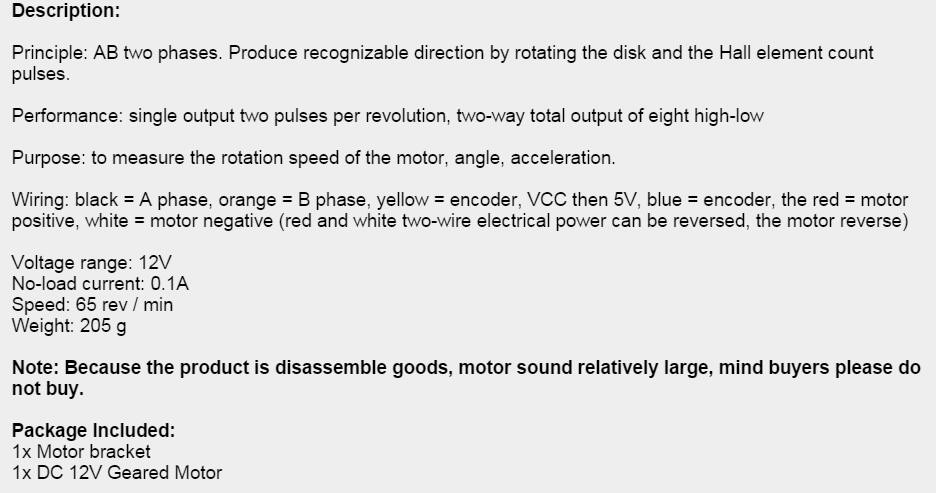 Description:
Principle: AB two phases. Produce recognizable direction by rotating the disk and the Hall element count
pulses.
Performance: single output two pulses per revolution, two-way total output of eight high-low
Purpose: to measure the rotation speed of the motor, angle, acceleration.
Wiring: black = A phase, orange = B phase, yellow = encoder, VCC then 5V, blue = encoder, the red = motor
positive, white = motor negative (red and white two-wire electrical power can be reversed, the motor reverse)
Voltage range: 12V
No-load current: 0.1A
Speed: 65 rev / min
Weight: 205 g
Note: Because the product is disassemble goods, motor sound relatively large, mind buyers please do
not buy.
Package Included:
1x Motor bracket
1x DC 12V Geared Motor